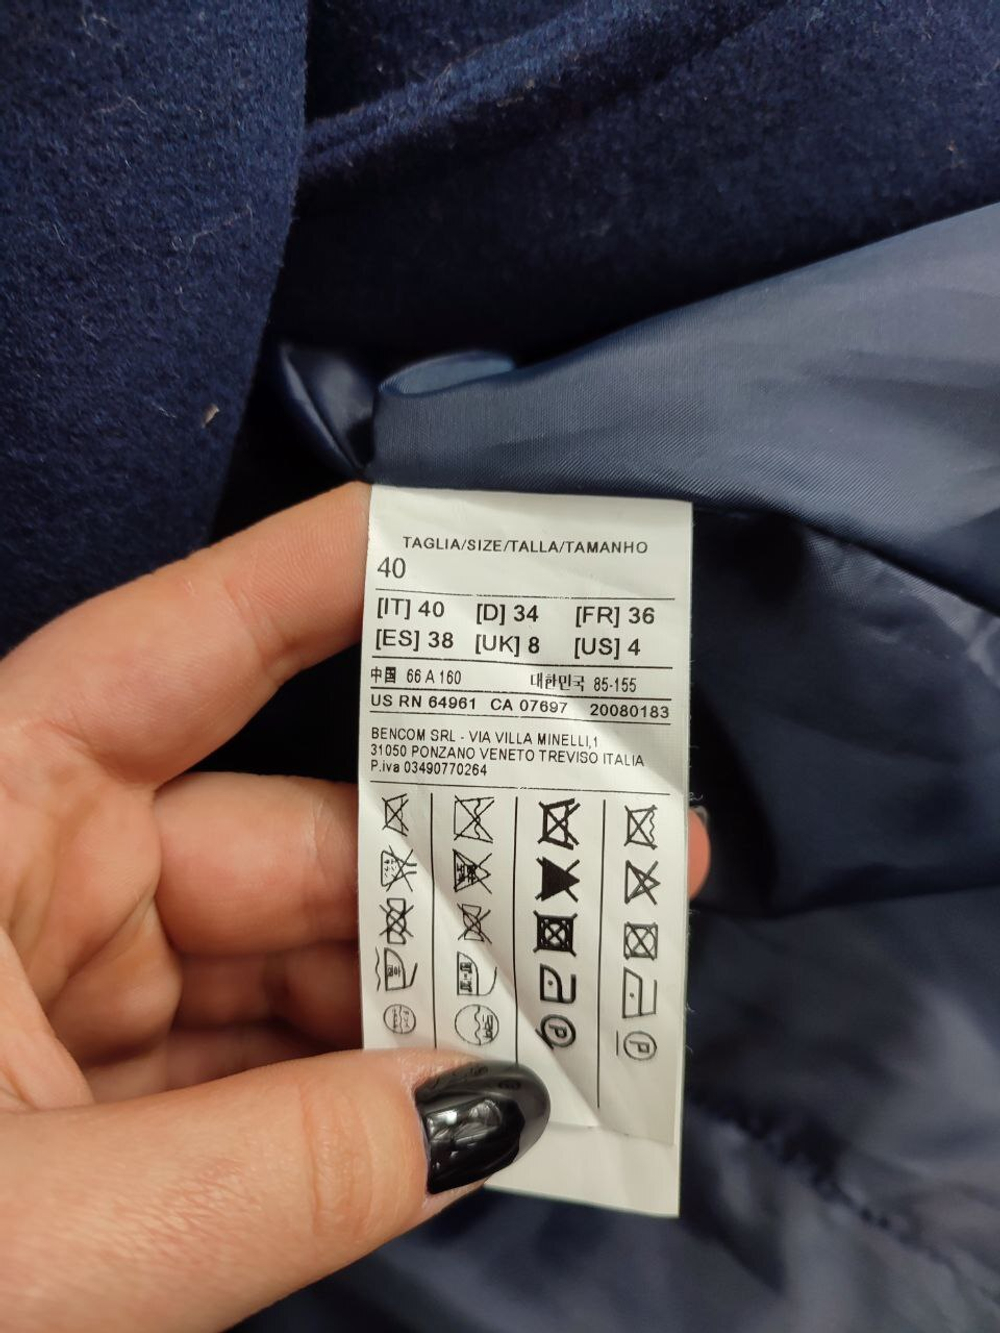 TAGLIA/SIZE/TALLA/TAMANHO
40
[IT] 40 [D] 34 [FR] 36
[ES] 38 [UK] 8 [US] 4
中国 66 A 160 대한민국 85-155
US RN 64961 CA 07697 20080183
BENCOM SRL - VIA VILLA MINELLI,1
31050 PONZANO VENETO TREVISO ITALIA
P.iva 03490770264
P P